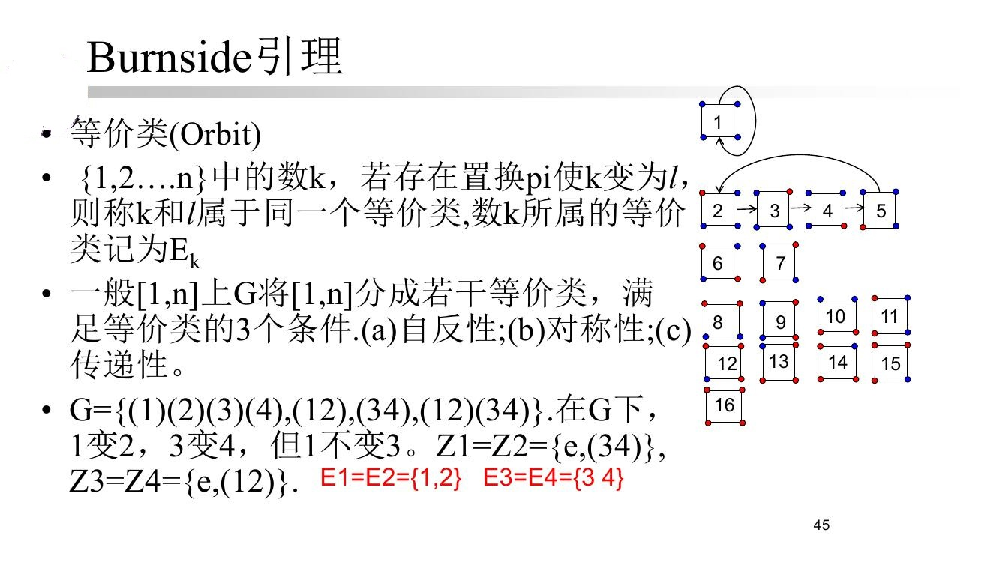 Burnside引理
• 等价类(Orbit)
• {1,2….n}中的数k，若存在置换pi使k变为l，
则称k和l属于同一个等价类,数k所属的等价
类记为Ek
• 一般[1,n]上G将[1,n]分成若干等价类，满
足等价类的3个条件.(a)自反性;(b)对称性;(c)
传递性。
• G={(1)(2)(3)(4),(12),(34),(12)(34)}.在G下，
1变2，3变4，但1不变3。Z1=Z2={e,(34)},
Z3=Z4={e,(12)}. E1=E2={1,2} E3=E4={3 4}
1
2 3 4 5
6 7
8 9 10 11
12 13 14 15
16
45